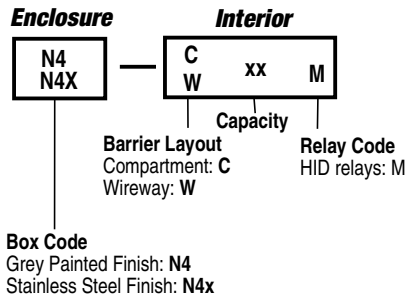 Enclosure Interior
N4
N4X
C
W
xx
M
Capacity
Barrier Layout
Compartment: C
Wireway: W
Relay Code
HID relays: M
Box Code
Grey Painted Finish: N4
Stainless Steel Finish: N4x